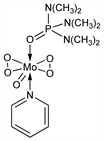 N(CH₃)₂
P N(CH₃)₂
O N(CH₃)₂
O O
Mo
O O
O
N